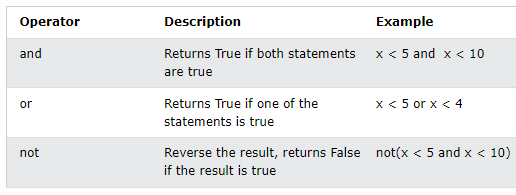 Operator Description Example
and Returns True if both statements x < 5 and  x < 10
are true
or Returns True if one of the x < 5 or x < 4
statements is true
not Reverse the result, returns False not(x < 5 and x < 10)
if the result is true